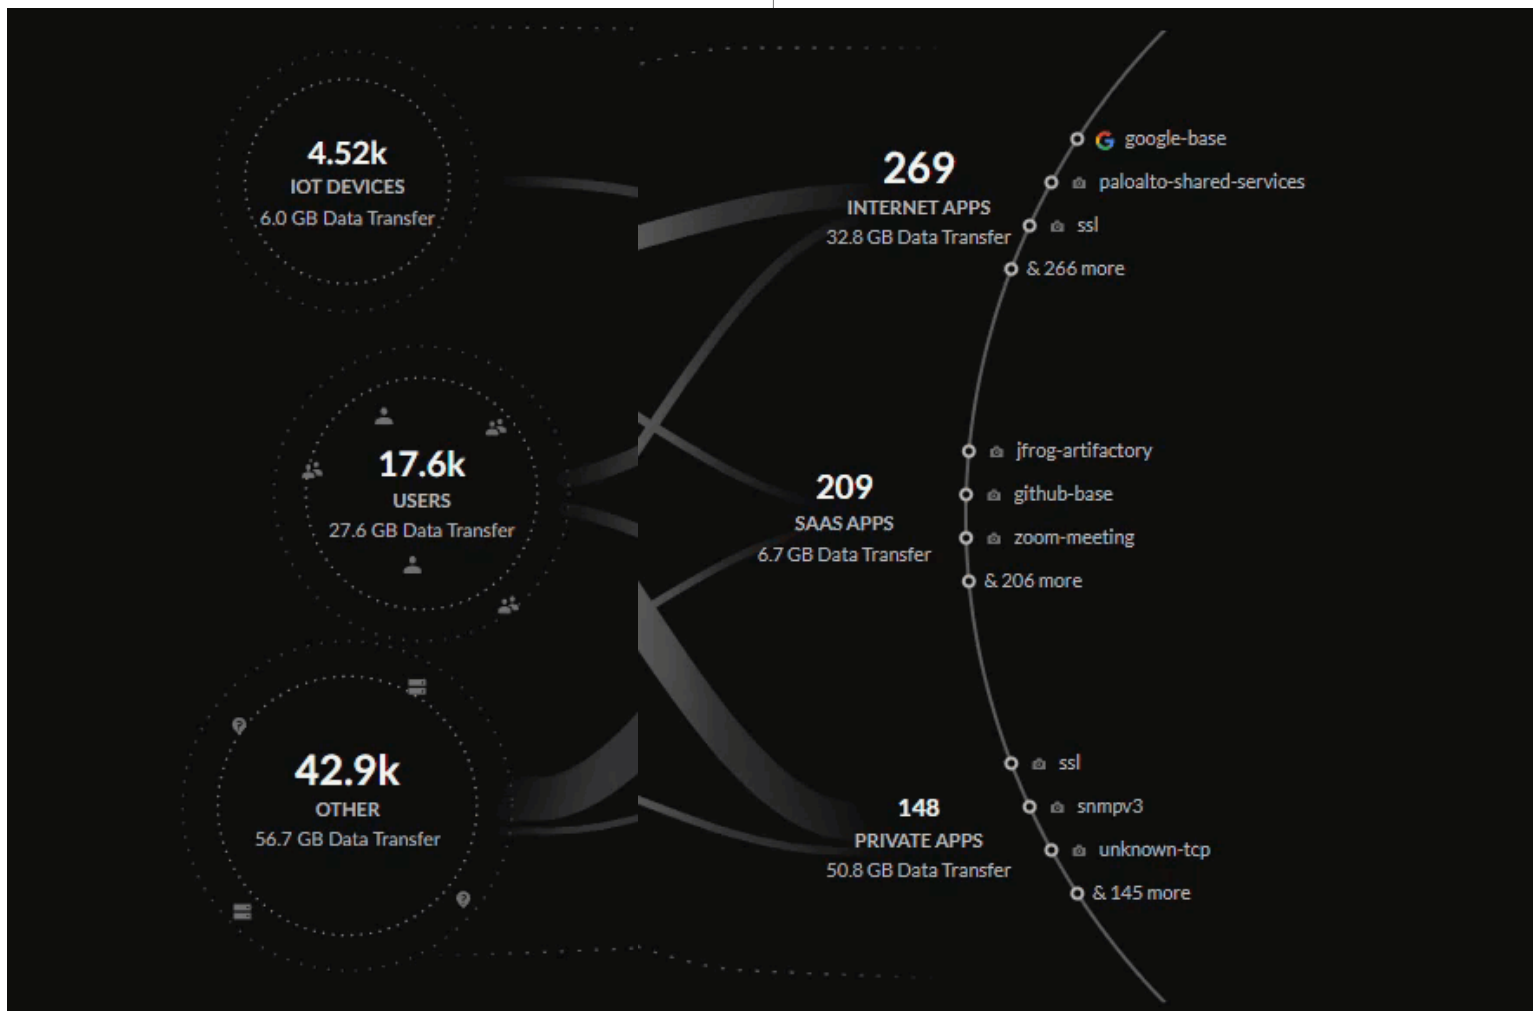 4.52k
IOT DEVICES
6.0 GB Data Transfer
17.6k
USERS
27.6 GB Data Transfer
42.9k
OTHER
56.7 GB Data Transfer
269
INTERNET APPS
32.8 GB Data Transfer
google-base
paloalto-shared-services
ssl
& 266 more
209
SAAS APPS
6.7 GB Data Transfer
jfrog-artifactory
github-base
zoom-meeting
& 206 more
148
PRIVATE APPS
50.8 GB Data Transfer
ssl
snmpv3
unknown-tcp
& 145 more